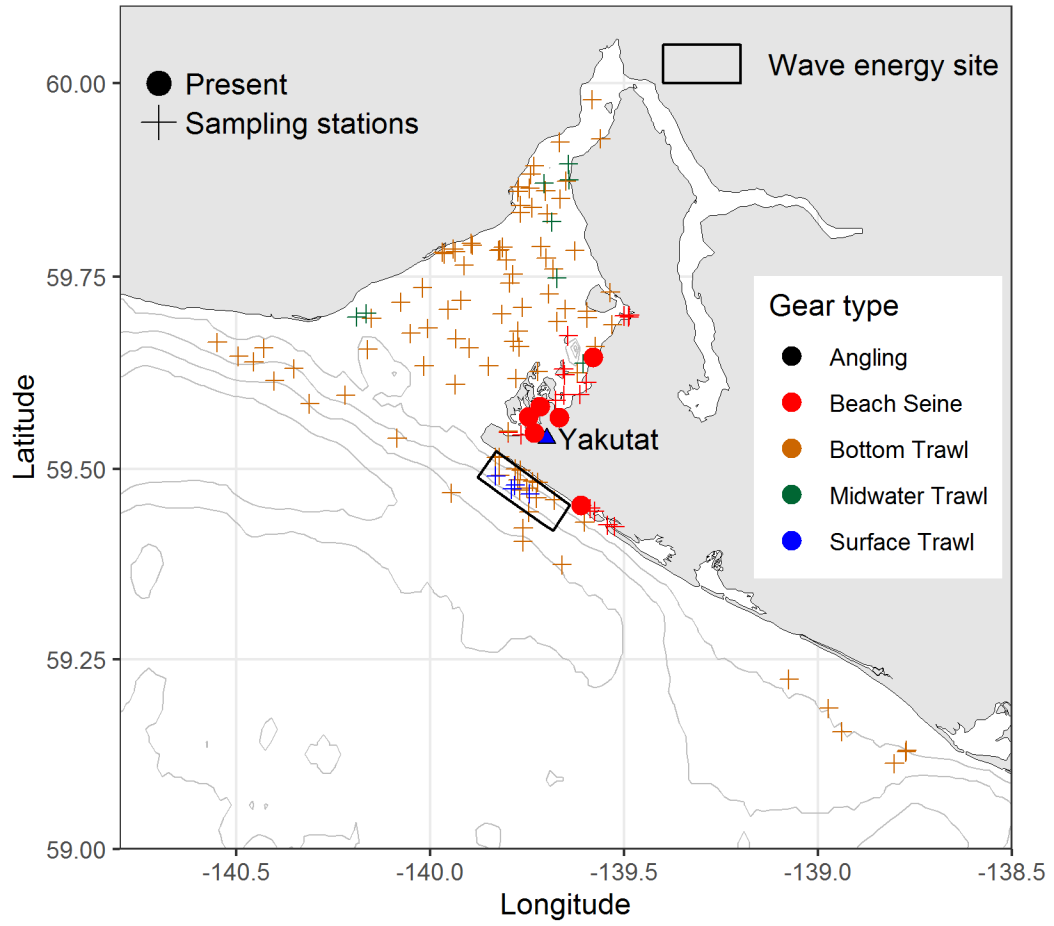 Present
Sampling stations
Wave energy site
60.00
59.75
59.50
59.25
59.00
Latitude
Yakutat
Gear type
Angling
Beach Seine
Bottom Trawl
Midwater Trawl
Surface Trawl
-140.5
-140.0
-139.5
-139.0
-138.5
Longitude